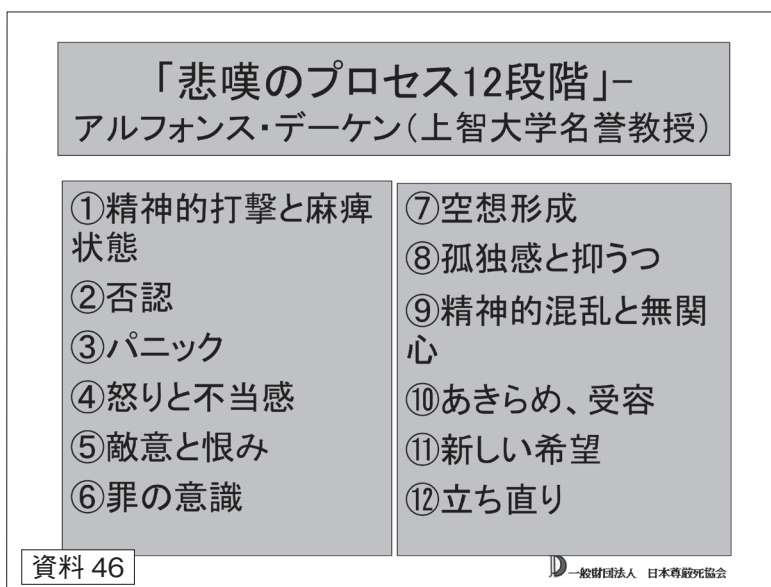 「悲嘆のプロセス12段階」–
アルフォンス・デーケン（上智大学名誉教授）
①精神的打撃と麻痺
状態
②否認
③パニック
④怒りと不当感
⑤敵意と恨み
⑥罪の意識
⑦空想形成
⑧孤独感と抑うつ
⑨精神的混乱と無関
心
⑩あきらめ、受容
⑪新しい希望
⑫立ち直り
資料 46
一般財団法人　日本尊厳死協会